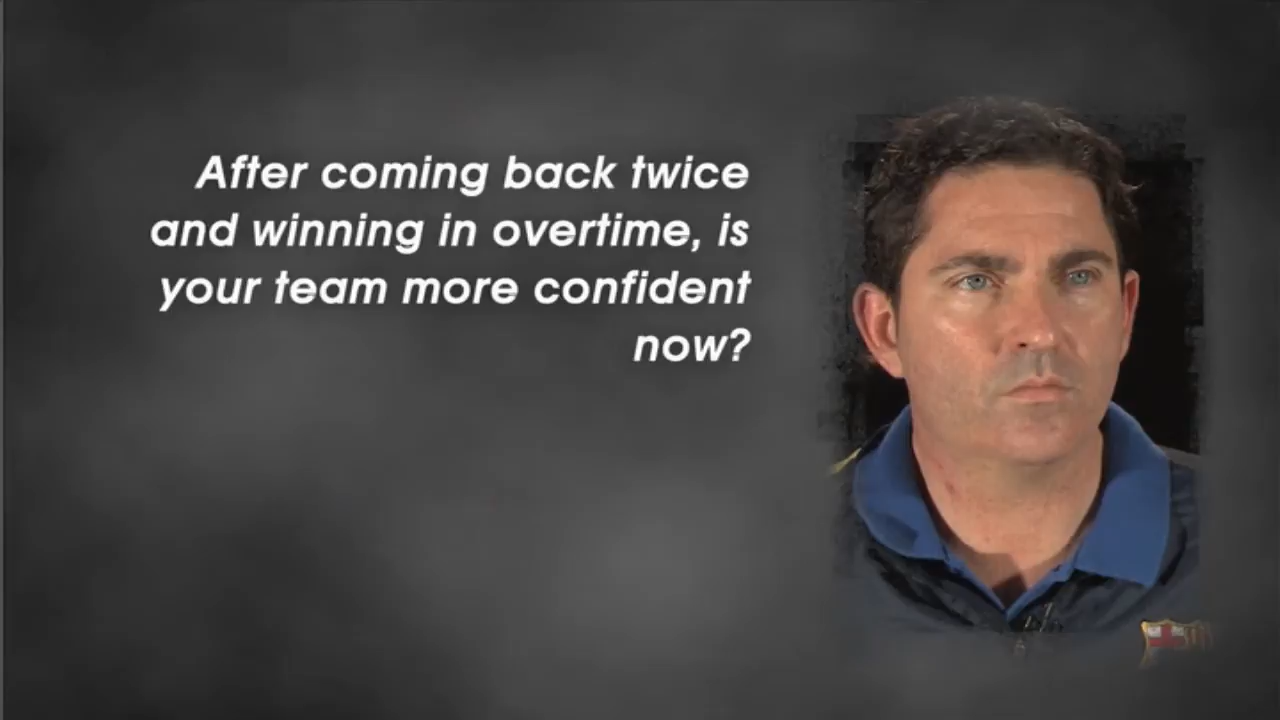 After coming back twice
and winning in overtime, is
your team more confident
now?